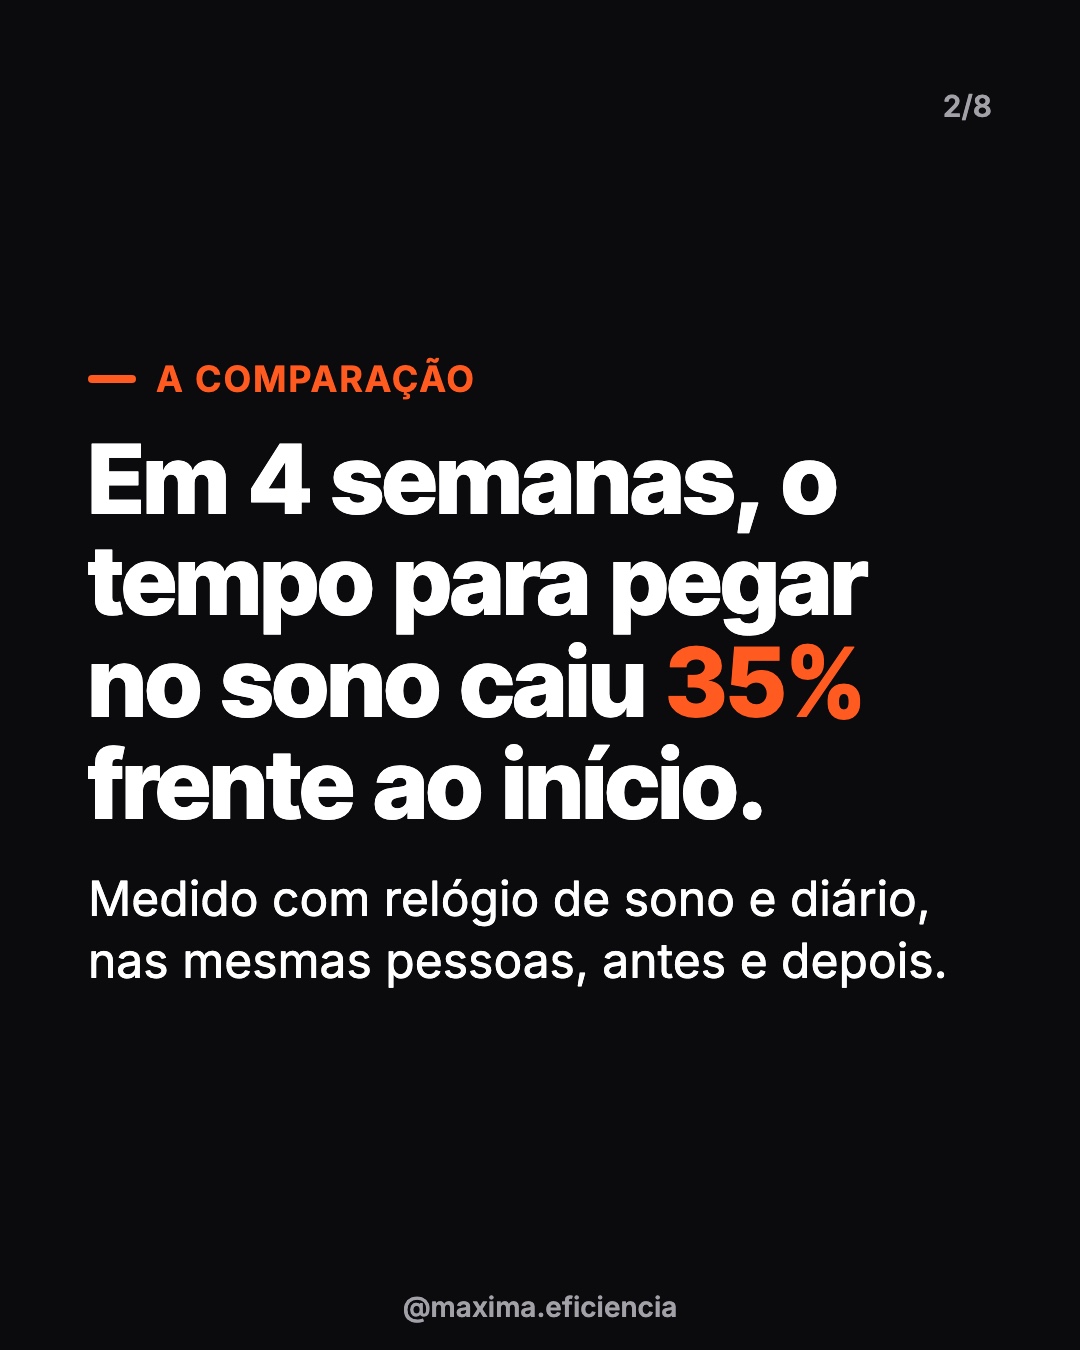 2/8
A COMPARAÇÃO
Em 4 semanas, o
tempo para pegar
no sono caiu 35%
frente ao início.
Medido com relógio de sono e diário,
nas mesmas pessoas, antes e depois.
@maxima.eficiencia